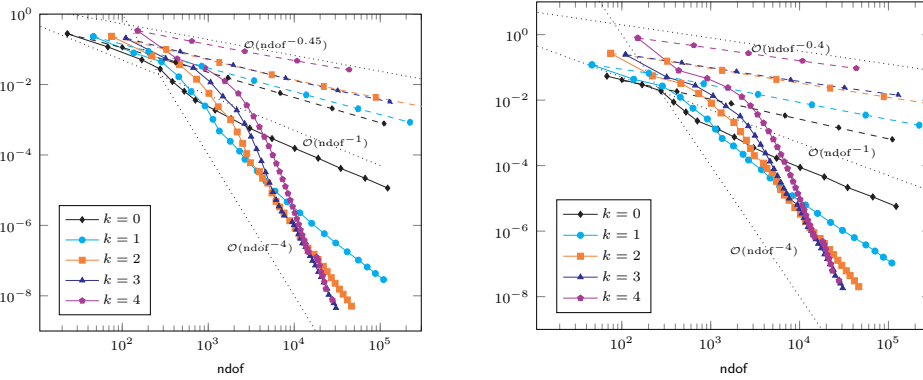 10^0
10^−2
10^−4
10^−6
10^−8
O(ndof^−0.45)
O(ndof^−1)
O(ndof^−4)
k = 0
k = 1
k = 2
k = 3
k = 4
10^2
10^3
10^4
10^5
ndof
10^0
10^−2
10^−4
10^−6
10^−8
O(ndof^−0.4)
O(ndof^−1)
O(ndof^−4)
k = 0
k = 1
k = 2
k = 3
k = 4
10^2
10^3
10^4
10^5
ndof